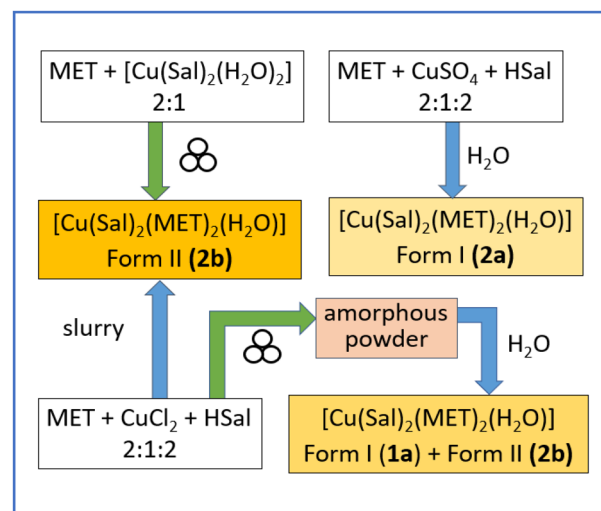 MET + [Cu(Sal)₂(H₂O)₂]
2:1
MET + CuSO₄ + HSal
2:1:2
H₂O
[Cu(Sal)₂(MET)₂(H₂O)]
Form II (2b)
[Cu(Sal)₂(MET)₂(H₂O)]
Form I (2a)
slurry
amorphous
powder
H₂O
MET + CuCl₂ + HSal
2:1:2
[Cu(Sal)₂(MET)₂(H₂O)]
Form I (1a) + Form II (2b)